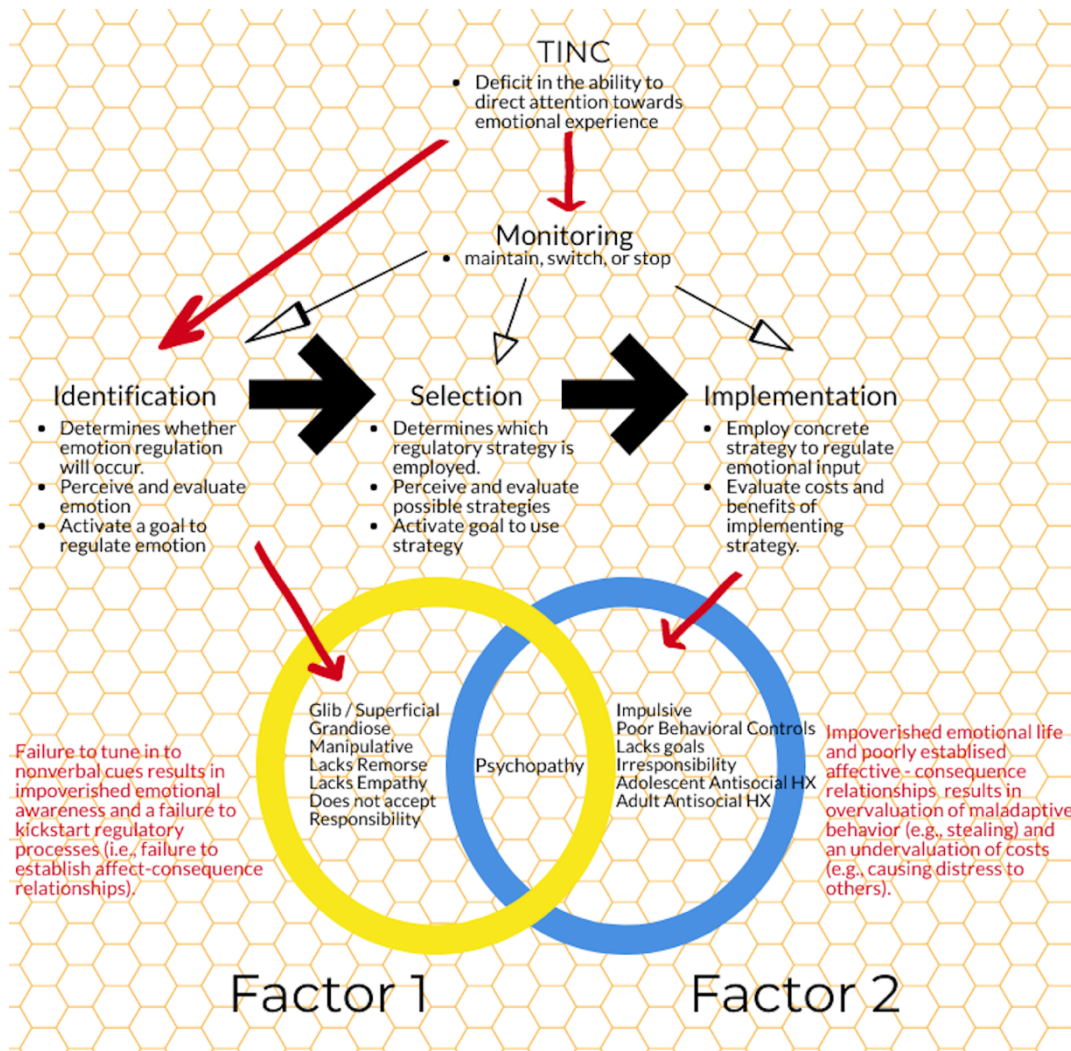 TINC
• Deficit in the ability to
direct attention towards
emotional experience
Monitoring
• maintain, switch, or stop
Identification
• Determines whether
emotion regulation
will occur.
• Perceive and evaluate
emotion
• Activate a goal to
regulate emotion
Selection
• Determines which
regulatory strategy is
employed.
• Perceive and evaluate
possible strategies
• Activate goal to use
strategy
Implementation
• Employ concrete
strategy to regulate
emotional input
• Evaluate costs and
benefits of
implementing
strategy.
Failure to tune in to
nonverbal cues results in
impoverished emotional
awareness and a failure to
kickstart regulatory
processes (i.e., failure to
establish affect-consequence
relationships).
Glib / Superficial
Grandiose
Manipulative
Lacks Remorse
Lacks Empathy
Does not accept
Responsibility
Psychopathy
Impulsive
Poor Behavioral Controls
Lacks goals
Irresponsibility
Adolescent Antisocial HX
Adult Antisocial HX
Impoverished emotional life
and poorly establised
affective - consequence
relationships results in
overvaluation of maladaptive
behavior (e.g., stealing) and
an undervaluation of costs
(e.g., causing distress to
others).
Factor 1
Factor 2